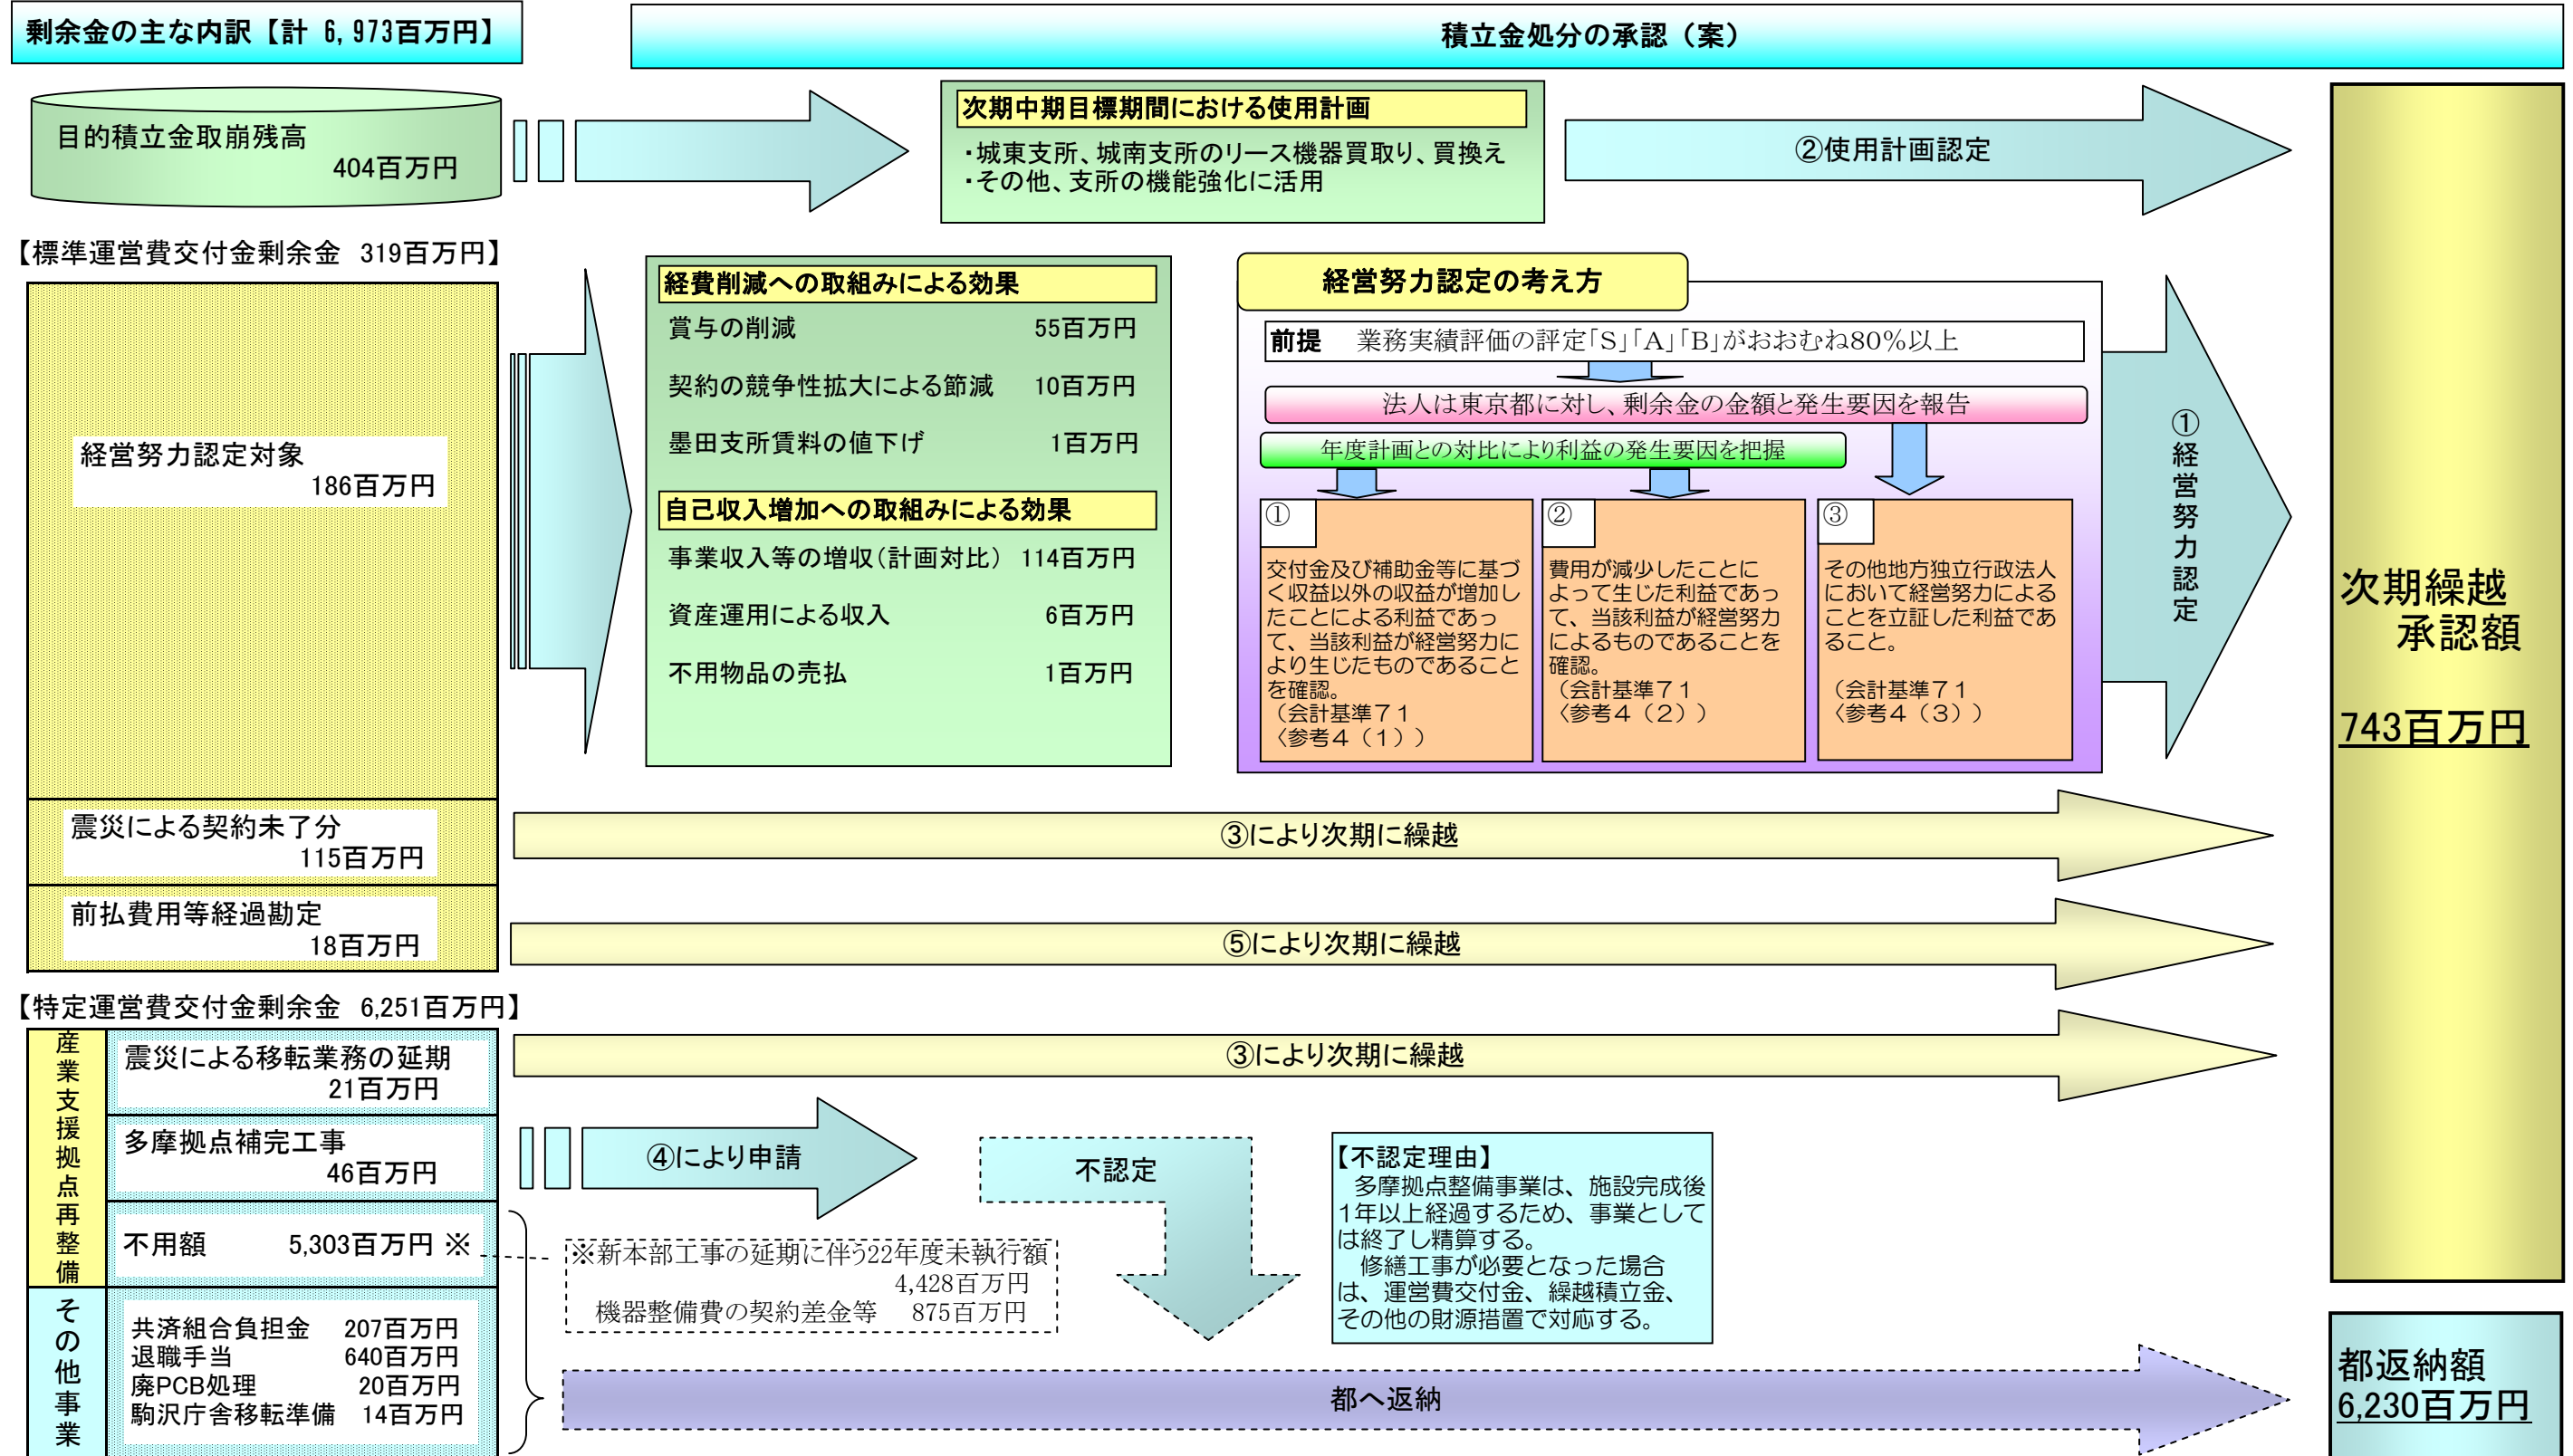 剰余金の主な内訳【計 6,973百万円】
積立金処分の承認（案）
目的積立金取崩残高
404百万円
次期中期目標期間における使用計画
・城東支所、城南支所のリース機器買取り、買換え
・その他、支所の機能強化に活用
②使用計画認定
【標準運営費交付金剰余金 319百万円】
経営努力認定対象
186百万円
経費削減への取組みによる効果
賞与の削減 55百万円
契約の競争性拡大による節減 10百万円
墨田支所賃料の値下げ 1百万円
自己収入増加への取組みによる効果
事業収入等の増収（計画対比） 114百万円
資産運用による収入 6百万円
不用物品の売払 1百万円
経営努力認定の考え方
前提 業務実績評価の評定「S」「A」「B」がおおむね80％以上
法人は東京都に対し、剰余金の金額と発生要因を報告
年度計画との対比により利益の発生要因を把握
①
交付金及び補助金等に基づ
く収益以外の収益が増加し
たことによる利益であっ
て、当該利益が経営努力に
より生じたものであること
を確認。
（会計基準７１
〈参考４（１））
②
費用が減少したことに
よって生じた利益であっ
て、当該利益が経営努力
によるものであることを
確認。
（会計基準７１
〈参考４（２））
③
その他地方独立行政法人
において経営努力による
ことを立証した利益であ
ること。
（会計基準７１
〈参考４（３））
①経営努力認定
次期繰越
承認額
743百万円
震災による契約未了分
115百万円
③により次期に繰越
前払費用等経過勘定
18百万円
⑤により次期に繰越
【特定運営費交付金剰余金 6,251百万円】
産業支援拠点再整備
震災による移転業務の延期
21百万円
③により次期に繰越
多摩拠点補完工事
46百万円
④により申請
不認定
【不認定理由】
多摩拠点整備事業は、施設完成後
1年以上経過するため、事業として
は終了し精算する。
修繕工事が必要となった場合
は、運営費交付金、繰越積立金、
その他の財源措置で対応する。
不用額 5,303百万円 ※
※新本部工事の延期に伴う22年度未執行額
4,428百万円
機器整備費の契約差金等 875百万円
その他事業
共済組合負担金 207百万円
退職手当 640百万円
廃PCB処理 20百万円
駒沢庁舎移転準備 14百万円
都へ返納
都返納額
6,230百万円